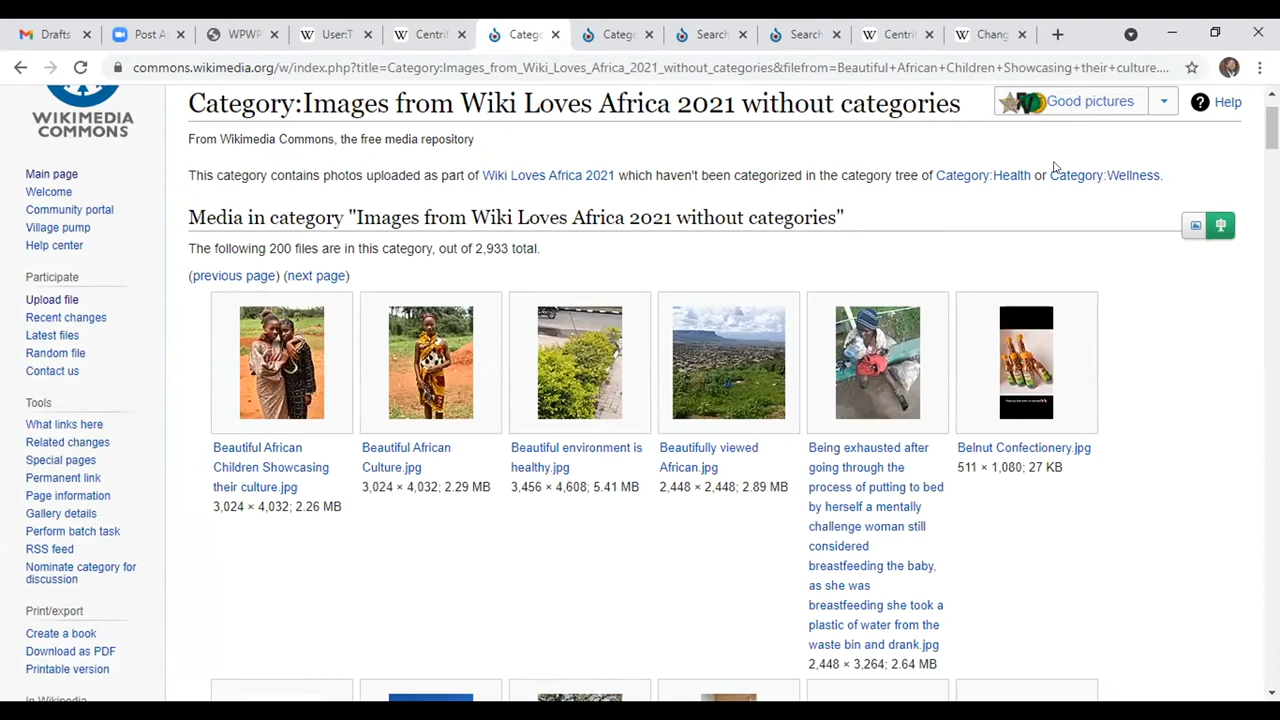 Drafts
Post A
WPWP
User:T
Centrif
Catego
Catego
Search
Search
Centri
Chang
commons.wikimedia.org/w/index.php?title=Category:Images_from_Wiki_Loves_Africa_2021_without_categories&filefrom=Beautiful+African+Children+Showcasing+their+culture....
WIKIMEDIA
COMMONS
Main page
Welcome
Community portal
Village pump
Help center
Participate
Upload file
Recent changes
Latest files
Random file
Contact us
Tools
What links here
Related changes
Special pages
Permanent link
Page information
Gallery details
Perform batch task
RSS feed
Nominate category for
discussion
Print/export
Create a book
Download as PDF
Printable version
In Wikipedia
Category:Images from Wiki Loves Africa 2021 without categories
Good pictures
Help
From Wikimedia Commons, the free media repository
This category contains photos uploaded as part of Wiki Loves Africa 2021 which haven't been categorized in the category tree of Category:Health or Category:Wellness.
Media in category "Images from Wiki Loves Africa 2021 without categories"
The following 200 files are in this category, out of 2,933 total.
(previous page) (next page)
Beautiful African
Children Showcasing
their culture.jpg
3,024 × 4,032; 2.26 MB
Beautiful African
Culture.jpg
3,024 × 4,032; 2.29 MB
Beautiful environment is
healthy.jpg
3,456 × 4,608; 5.41 MB
Beautifully viewed
African.jpg
2,448 × 2,448; 2.89 MB
Being exhausted after
going through the
process of putting to bed
by herself a mentally
challenge woman still
considered
breastfeeding the baby,
as she was
breastfeeding she took a
plastic of water from the
waste bin and drank.jpg
2,448 × 3,264; 2.64 MB
Belnut Confectionery.jpg
511 × 1,080; 27 KB